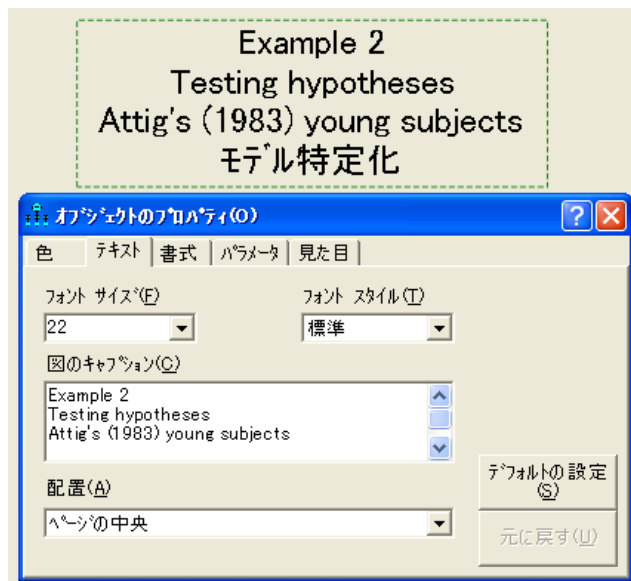 Example 2
Testing hypotheses
Attig's (1983) young subjects
モデル特定化
オブジェクトのプロパティ(O)
色 テキスト 書式 パラメータ 見た目
フォント サイズ(F) フォント スタイル(T)
22 標準
図のキャプション(C)
Example 2
Testing hypotheses
Attig's (1983) young subjects
配置(A)
ページの中央
デフォルトの設定
(S)
元に戻す(U)